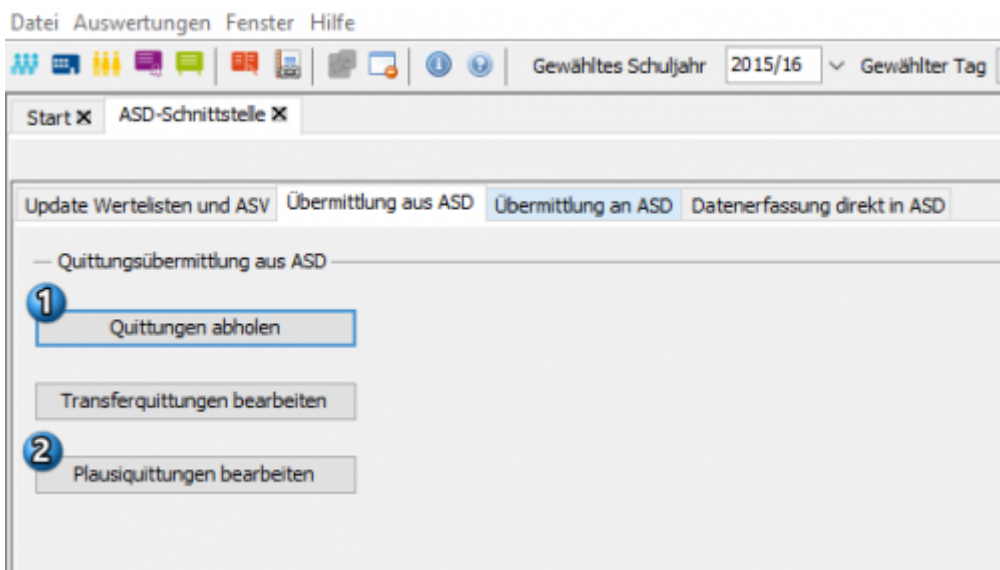 Datei Auswertungen Fenster Hilfe
Gewähltes Schuljahr 2015/16 Gewählter Tag
Start ASD-Schnittstelle
Update Wertelisten und ASV Übermittlung aus ASD Übermittlung an ASD Datenerfassung direkt in ASD
Quittungsübermittlung aus ASD
1
Quittungen abholen
Transferquittungen bearbeiten
2
Plausiquittungen bearbeiten